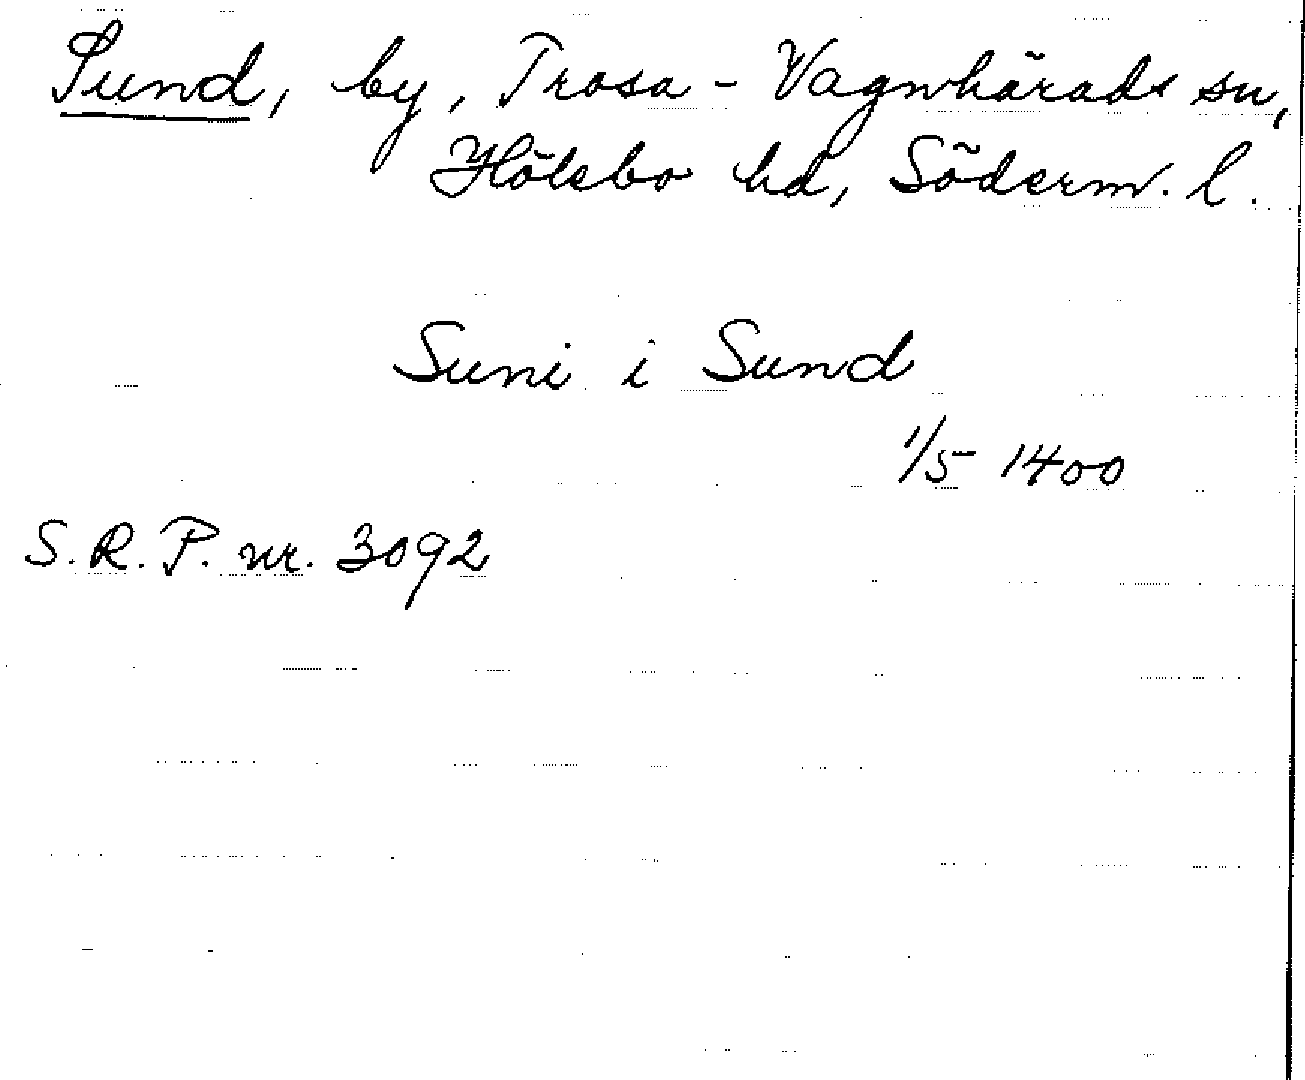 Sund, by, Trosa - Vagnhärads sn,
Hölebo hd, Söderm. l.
Suni i Sund
1/5 1400
S.R.P. nr. 3092